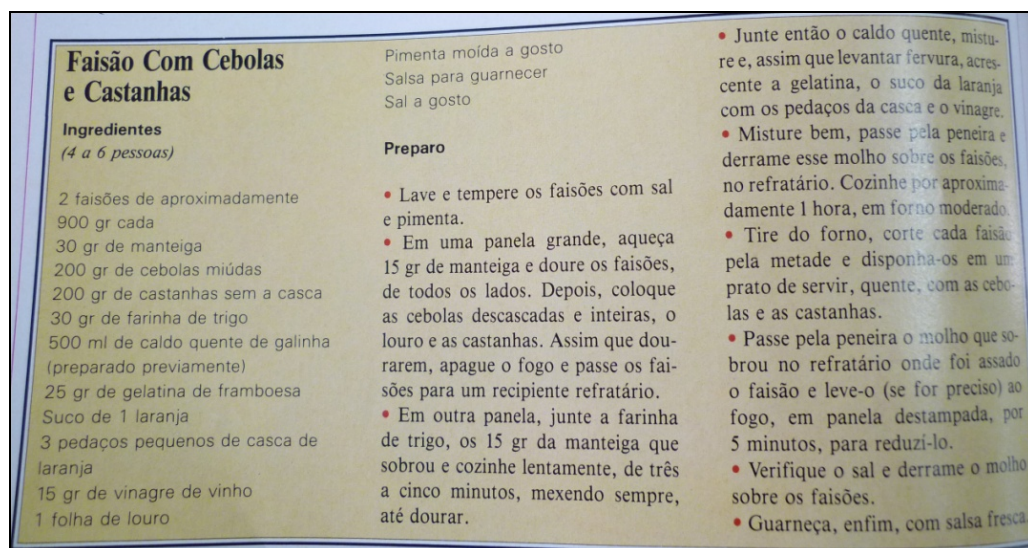 Faisão Com Cebolas
e Castanhas
Ingredientes
(4 a 6 pessoas)
2 faisões de aproximadamente
900 gr cada
30 gr de manteiga
200 gr de cebolas miúdas
200 gr de castanhas sem a casca
30 gr de farinha de trigo
500 ml de caldo quente de galinha
(preparado previamente)
25 gr de gelatina de framboesa
Suco de 1 laranja
3 pedaços pequenos de casca de
laranja
15 gr de vinagre de vinho
1 folha de louro
Pimenta moída a gosto
Salsa para guarnecer
Sal a gosto
Preparo
• Lave e tempere os faisões com sal
e pimenta.
• Em uma panela grande, aqueça
15 gr de manteiga e doure os faisões,
de todos os lados. Depois, coloque
as cebolas descascadas e inteiras, o
louro e as castanhas. Assim que dou-
rarem, apague o fogo e passe os fai-
sões para um recipiente refratário.
• Em outra panela, junte a farinha
de trigo, os 15 gr da manteiga que
sobrou e cozinhe lentamente, de três
a cinco minutos, mexendo sempre,
até dourar.
• Junte então o caldo quente, mistu-
re e, assim que levantar fervura, acres-
cente a gelatina, o suco da laranja
com os pedaços da casca e o vinagre.
• Misture bem, passe pela peneira e
derrame esse molho sobre os faisões,
no refratário. Cozinhe por aproxima-
damente 1 hora, em forno moderado.
• Tire do forno, corte cada faisão
pela metade e disponha-os em um
prato de servir, quente, com as cebo-
las e as castanhas.
• Passe pela peneira o molho que so-
brou no refratário onde foi assado
o faisão e leve-o (se for preciso) ao
fogo, em panela destampada, por
5 minutos, para reduzí-lo.
• Verifique o sal e derrame o molho
sobre os faisões.
• Guarneça, enfim, com salsa fresca